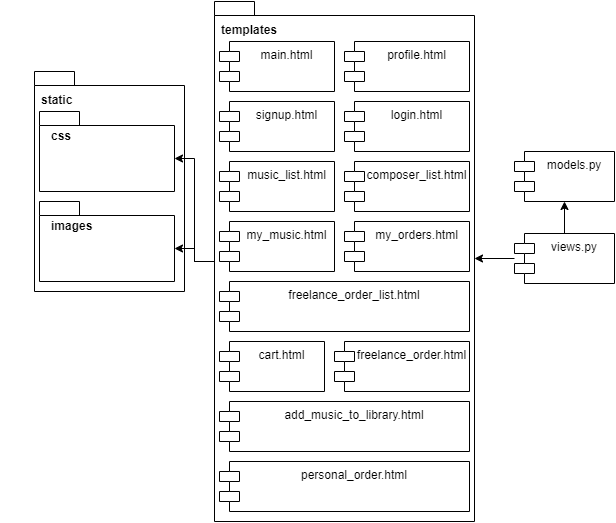 templates
main.html
profile.html
static
signup.html
login.html
css
music_list.html
composer_list.html
models.py
images
my_music.html
my_orders.html
views.py
freelance_order_list.html
cart.html
freelance_order.html
add_music_to_library.html
personal_order.html